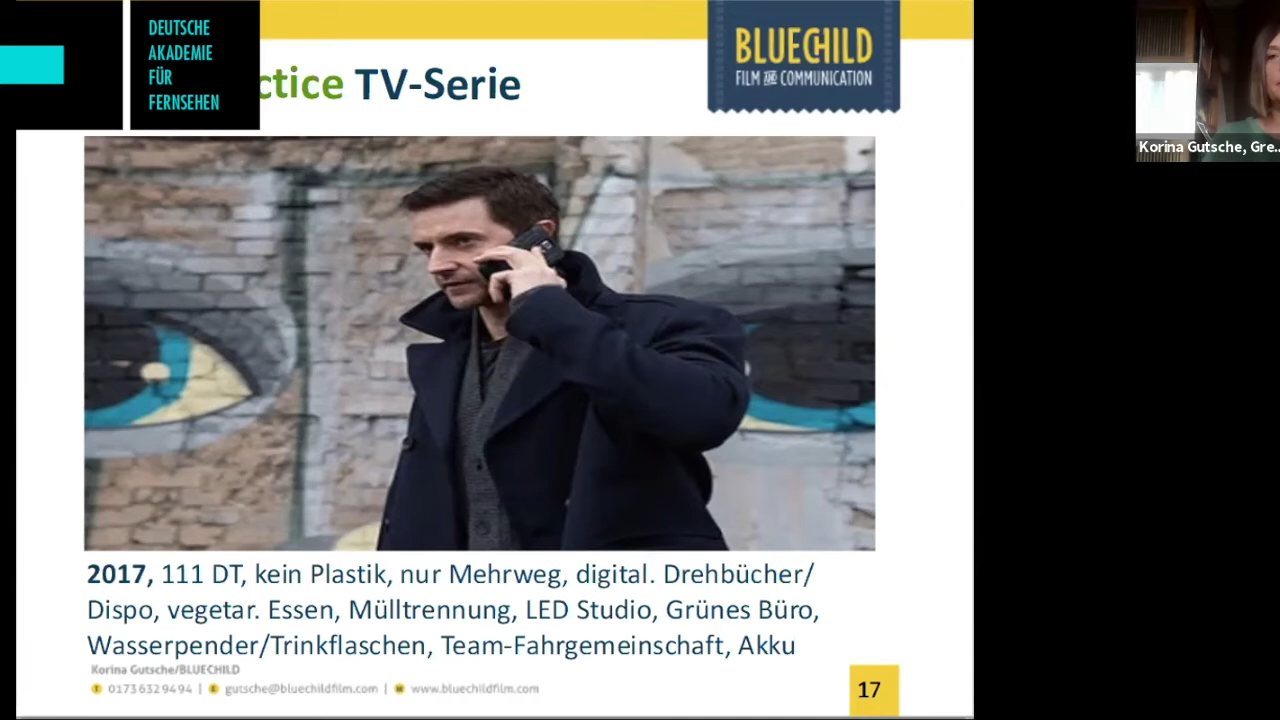 DEUTSCHE
AKADEMIE
FÜR
FERNSEHEN
ctice TV-Serie
BLUECHILD
FILM AND COMMUNICATION
Korina Gutsche, Gre...
2017, 111 DT, kein Plastik, nur Mehrweg, digital. Drehbücher/
Dispo, vegetar. Essen, Mülltrennung, LED Studio, Grünes Büro,
Wasserpender/Trinkflaschen, Team-Fahrgemeinschaft, Akku
Korina Gutsche/BLUECHILD
T 0173 632 9494 | E gutsche@bluechildfilm.com | W www.bluechildfilm.com
17